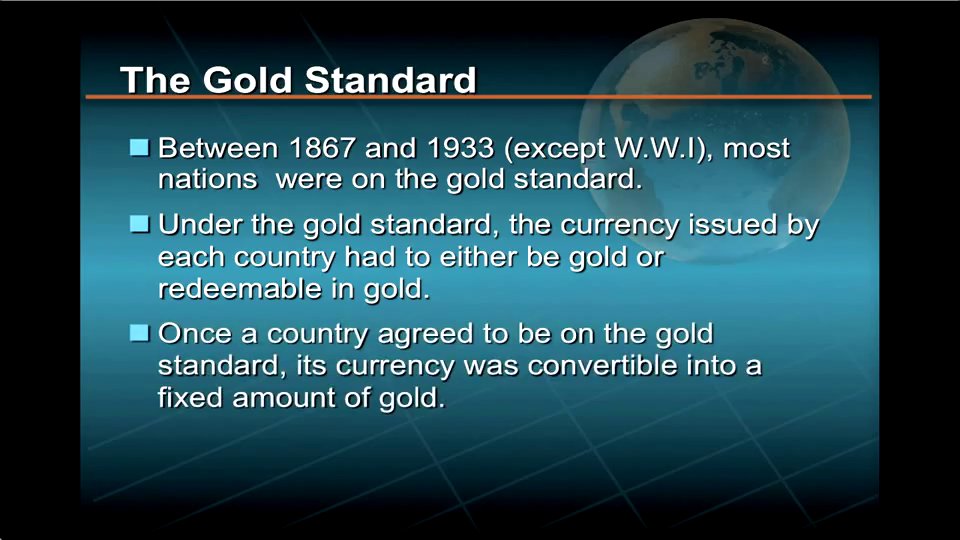 The Gold Standard
Between 1867 and 1933 (except W.W.I), most
nations were on the gold standard.
Under the gold standard, the currency issued by
each country had to either be gold or
redeemable in gold.
Once a country agreed to be on the gold
standard, its currency was convertible into a
fixed amount of gold.